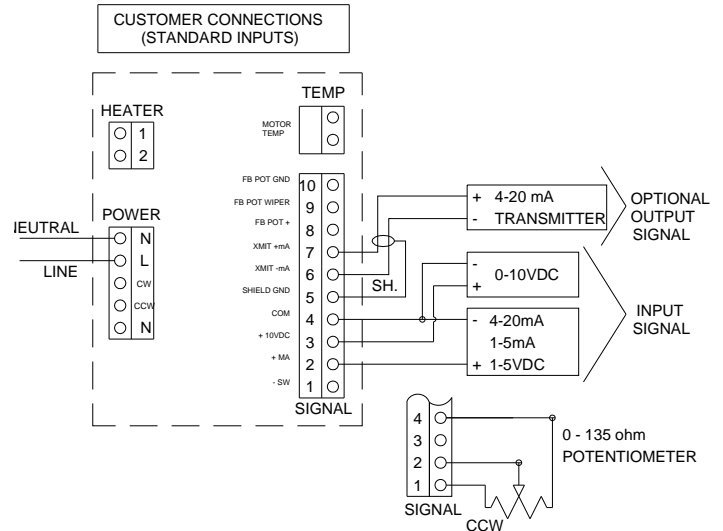 CUSTOMER CONNECTIONS
(STANDARD INPUTS)
TEMP
MOTOR
TEMP
HEATER
1
2
POWER
NEUTRAL
LINE
N
L
CW
CCW
N
FB POT GND 10
FB POT WIPER 9
FB POT + 8
XMIT +mA 7
XMIT -mA 6
SHIELD GND 5
COM 4
+ 10VDC 3
+ MA 2
- SW 1
SIGNAL
SH.
+ 4-20 mA
- TRANSMITTER
OPTIONAL
OUTPUT
SIGNAL
-
0-10VDC
+
- 4-20mA
1-5mA
+ 1-5VDC
INPUT
SIGNAL
4
3
2
1
SIGNAL
CCW
0 - 135 ohm
POTENTIOMETER